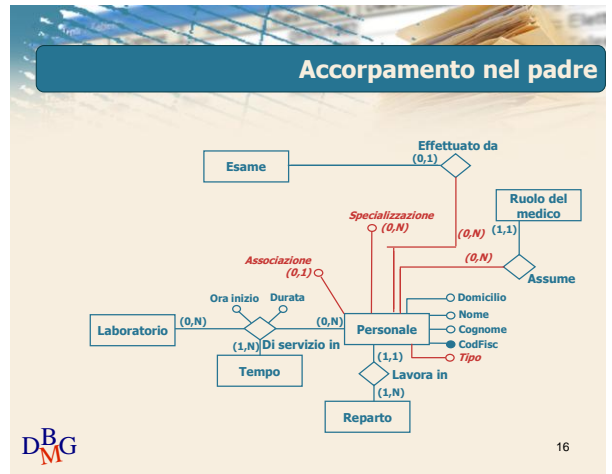 Accorpamento nel padre
Effettuato da
Esame
(0,1)
Ruolo del
medico
Specializzazione
(0,N)
(0,N)
(1,1)
Associazione
(0,1)
(0,N)
Assume
Ora inizio
Durata
Domicilio
Nome
Laboratorio
(0,N)
(0,N)
Personale
Cognome
CodFisc
(1,N)
Di servizio in
(1,1)
Tipo
Tempo
Lavora in
(1,N)
Reparto
DBMG
16